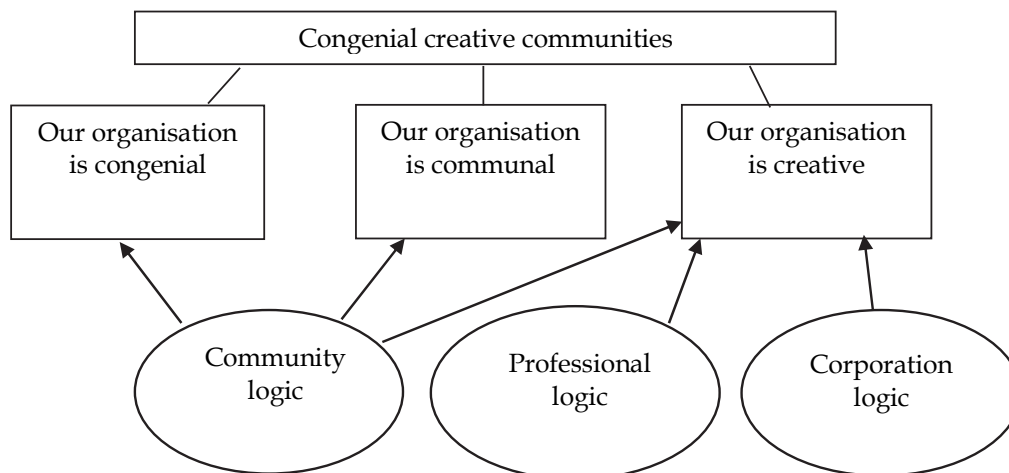 Congenial creative communities
Our organisation
is congenial
Our organisation
is communal
Our organisation
is creative
Community
logic
Professional
logic
Corporation
logic